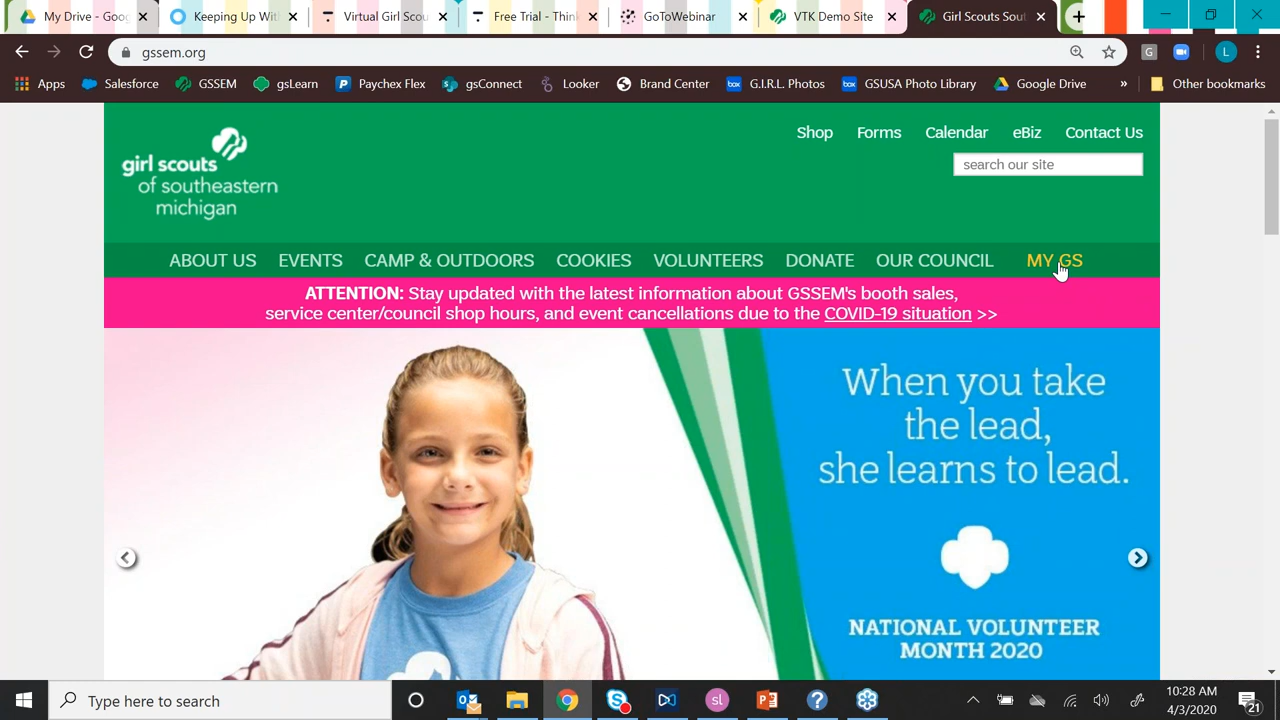 My Drive - Goo
Keeping Up Wit
Virtual Girl Scou
Free Trial - Think
GoToWebinar
VTK Demo Site
Girl Scouts Sout
gssem.org
G
L
Apps
Salesforce
GSSEM
gsLearn
Paychex Flex
gsConnect
Looker
Brand Center
box
G.I.R.L. Photos
box
GSUSA Photo Library
Google Drive
»
Other bookmarks
Shop
Forms
Calendar
eBiz
Contact Us
search our site
girl scouts
of southeastern
michigan
ABOUT US
EVENTS
CAMP & OUTDOORS
COOKIES
VOLUNTEERS
DONATE
OUR COUNCIL
MY GS
ATTENTION: Stay updated with the latest information about GSSEM's booth sales,
service center/council shop hours, and event cancellations due to the COVID-19 situation >>
When you take
the lead,
she learns to lead.
NATIONAL VOLUNTEER
MONTH 2020
Type here to search
sl
10:28 AM
4/3/2020
21